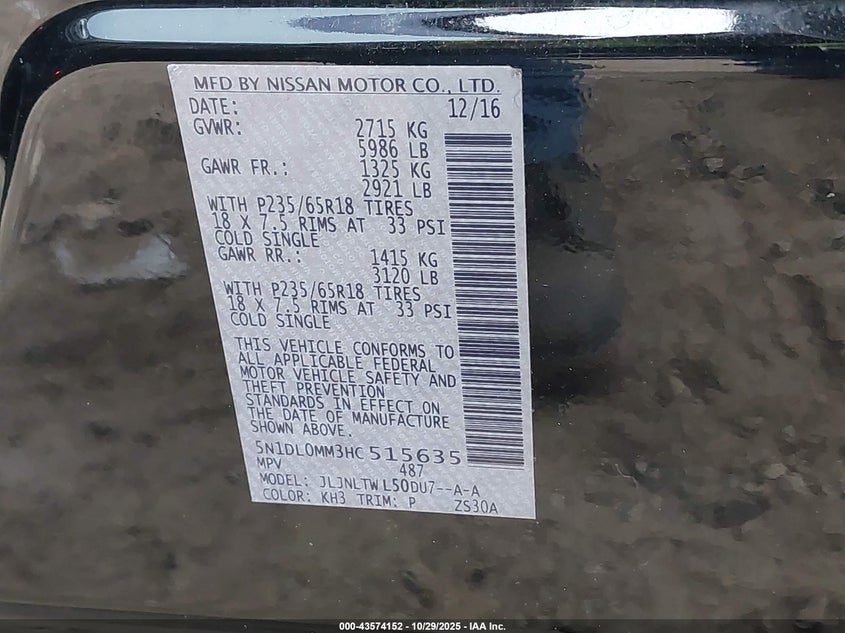 MFD BY NISSAN MOTOR CO., LTD.
DATE: 12/16
GVWR: 2715 KG
5986 LB
GAWR FR.: 1325 KG
2921 LB
WITH P235/65R18 TIRES
18 X 7.5 RIMS AT 33 PSI
COLD SINGLE
GAWR RR.: 1415 KG
3120 LB
WITH P235/65R18 TIRES
18 X 7.5 RIMS AT 33 PSI
COLD SINGLE
THIS VEHICLE CONFORMS TO
ALL APPLICABLE FEDERAL
MOTOR VEHICLE SAFETY AND
THEFT PREVENTION
STANDARDS IN EFFECT ON
THE DATE OF MANUFACTURE
SHOWN ABOVE.
5N1DL0MM3HC515635
MPV 487
MODEL: JLJNLTWL50DU7--A-A
COLOR: KH3 TRIM: P ZS30A
000-43574152 - 10/29/2025 - IAA Inc.